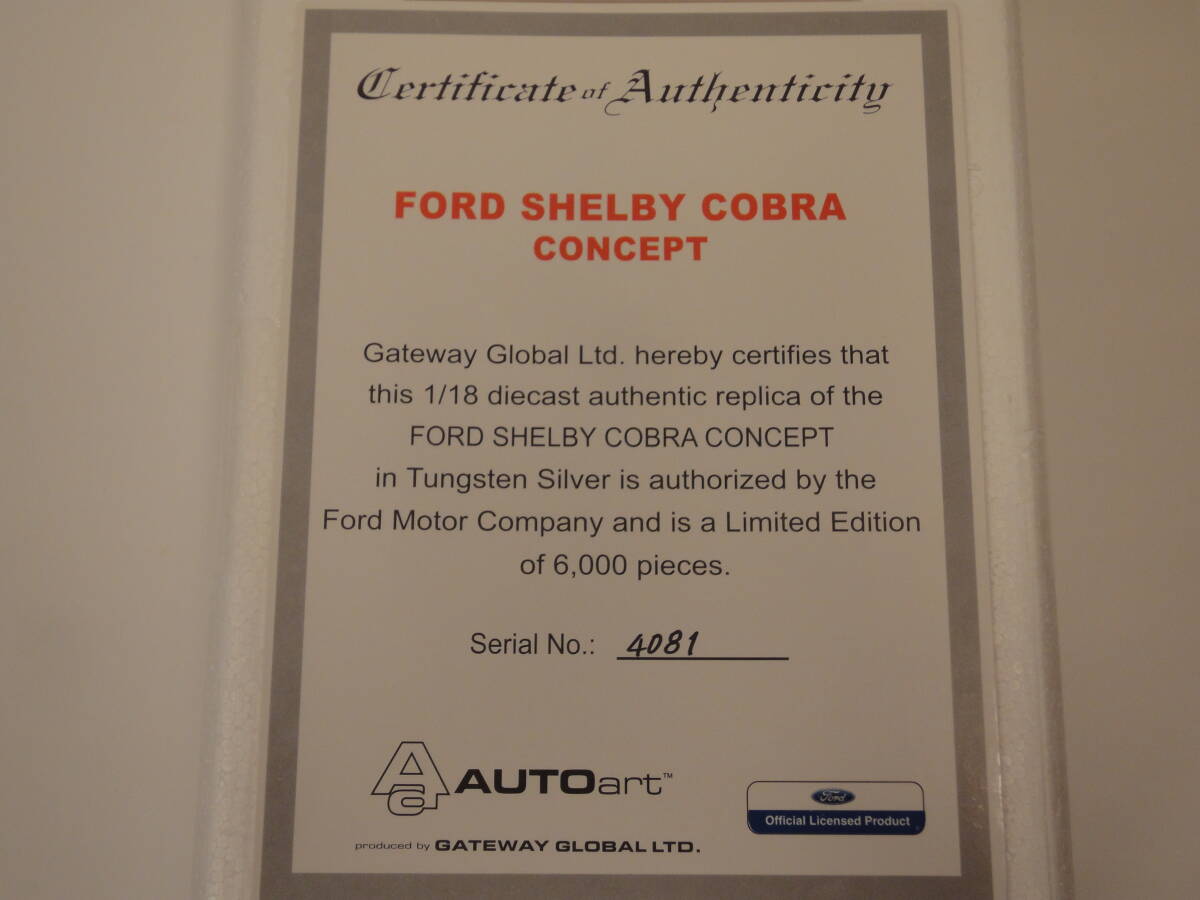 Certificate of Authenticity
FORD SHELBY COBRA
CONCEPT
Gateway Global Ltd. hereby certifies that
this 1/18 diecast authentic replica of the
FORD SHELBY COBRA CONCEPT
in Tungsten Silver is authorized by the
Ford Motor Company and is a Limited Edition
of 6,000 pieces.
Serial No.: 4081
Aa AUTOart™
Ford
Official Licensed Product
produced by GATEWAY GLOBAL LTD.